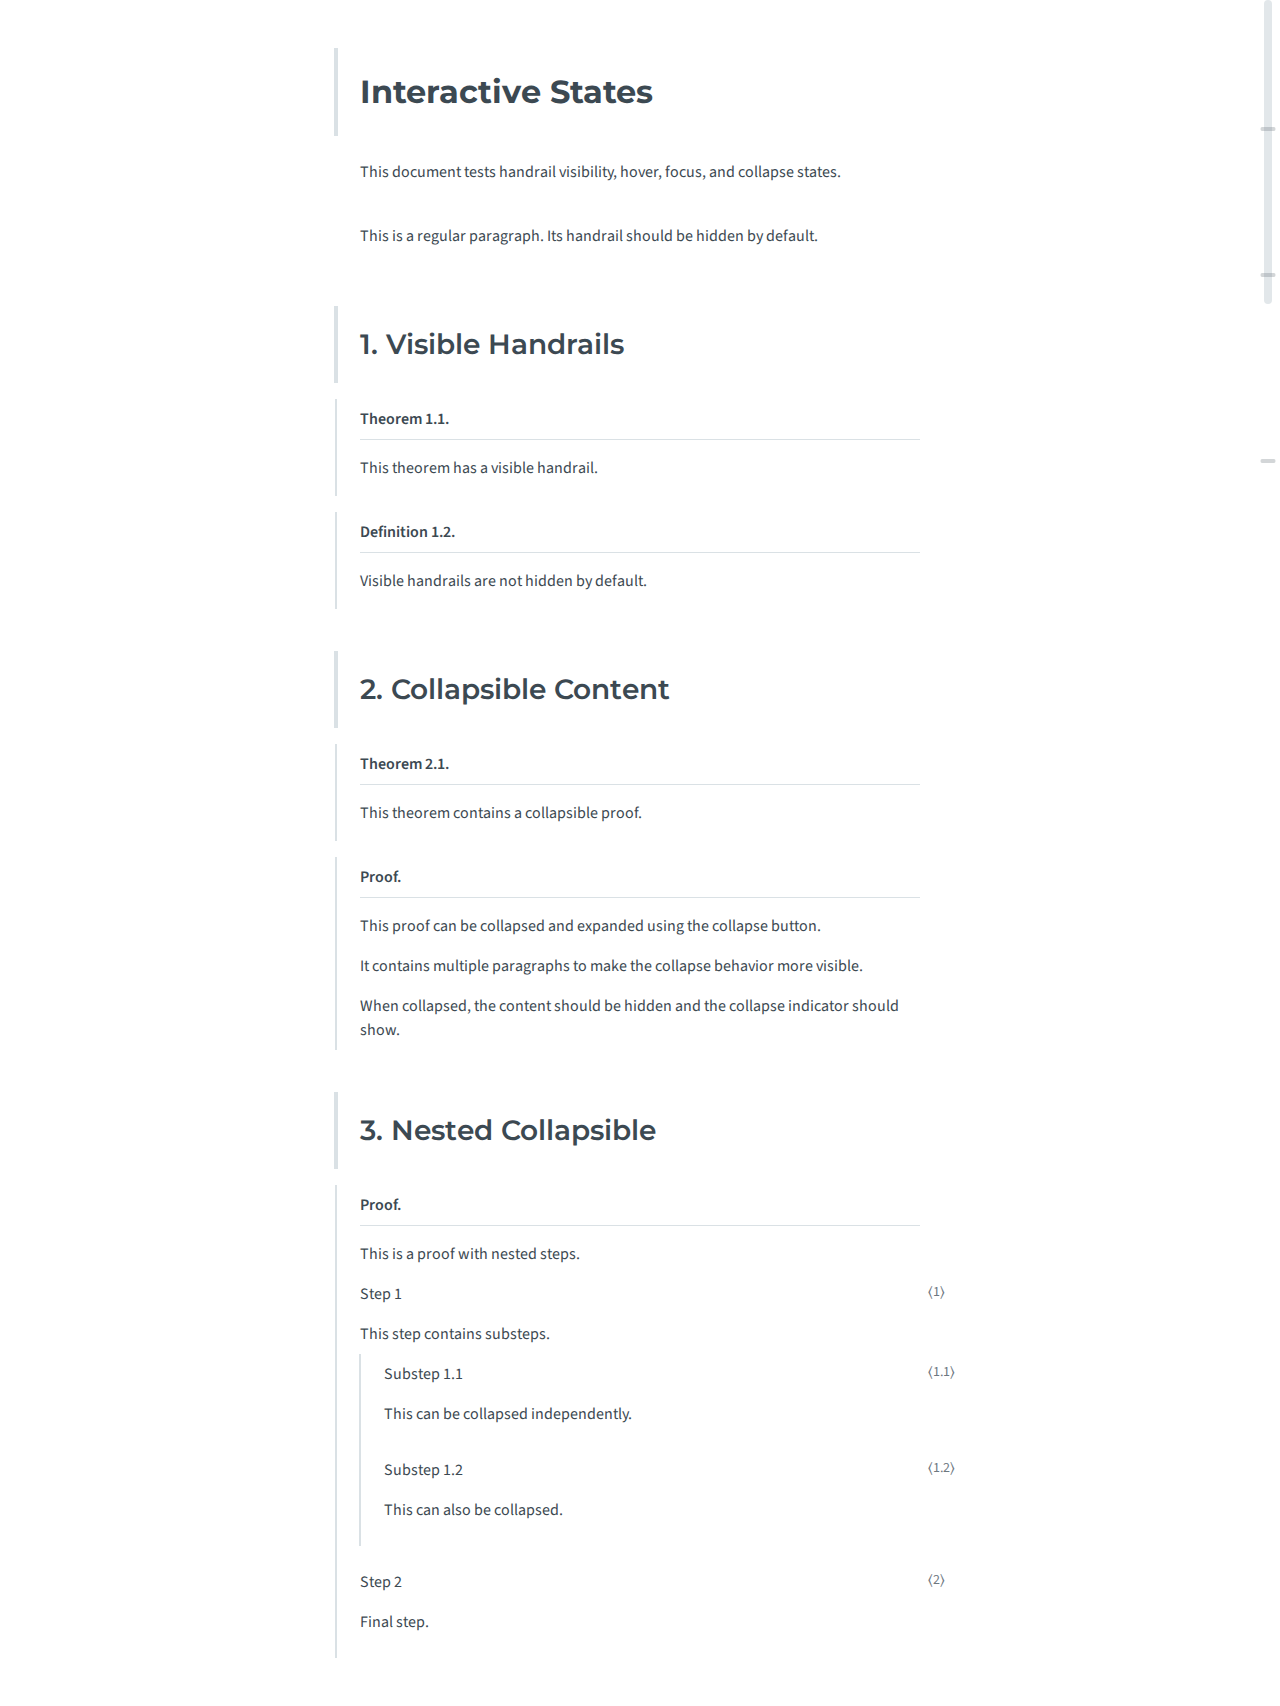 Interactive States
This document tests handrail visibility, hover, focus, and collapse states.
This is a regular paragraph. Its handrail should be hidden by default.
1. Visible Handrails
Theorem 1.1.
This theorem has a visible handrail.
Definition 1.2.
Visible handrails are not hidden by default.
2. Collapsible Content
Theorem 2.1.
This theorem contains a collapsible proof.
Proof.
This proof can be collapsed and expanded using the collapse button.
It contains multiple paragraphs to make the collapse behavior more visible.
When collapsed, the content should be hidden and the collapse indicator should
show.
3. Nested Collapsible
Proof.
This is a proof with nested steps.
Step 1 ⟨1⟩
This step contains substeps.
Substep 1.1 ⟨1.1⟩
This can be collapsed independently.
Substep 1.2 ⟨1.2⟩
This can also be collapsed.
Step 2 ⟨2⟩
Final step.